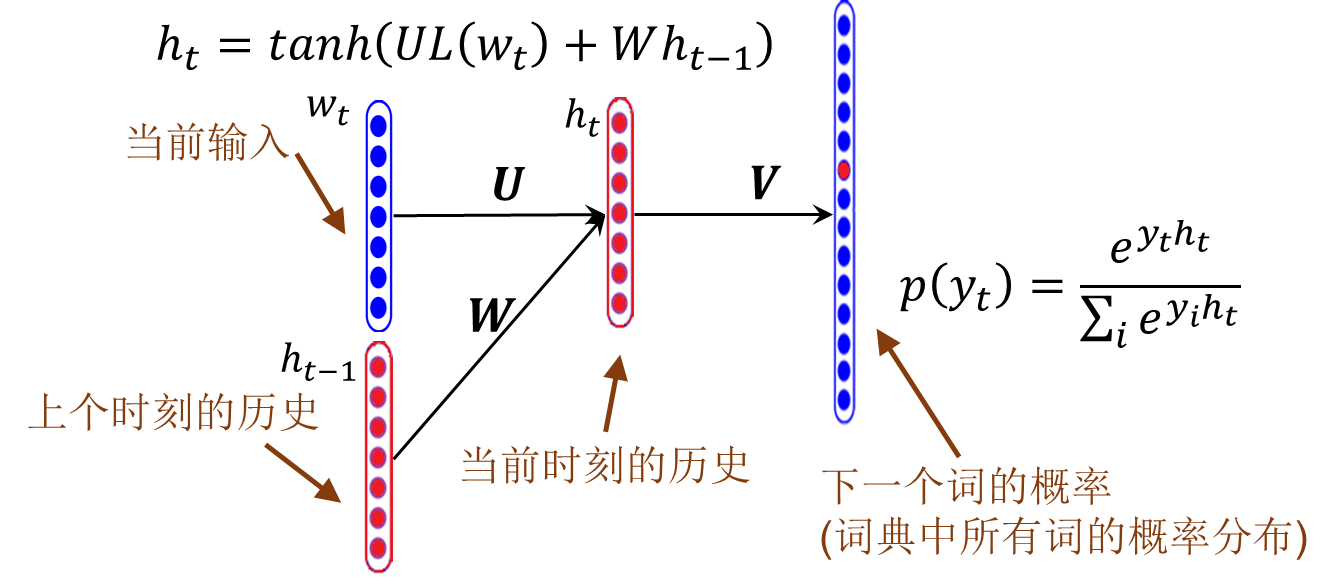 h_t = tanh(UL(w_t) + Wh_{t-1})
w_t
h_t
当前输入
U
V
p(y_t) = \frac{e^{y_t h_t}}{\sum_i e^{y_i h_t}}
W
h_{t-1}
上个时刻的历史
当前时刻的历史
下一个词的概率
(词典中所有词的概率分布)